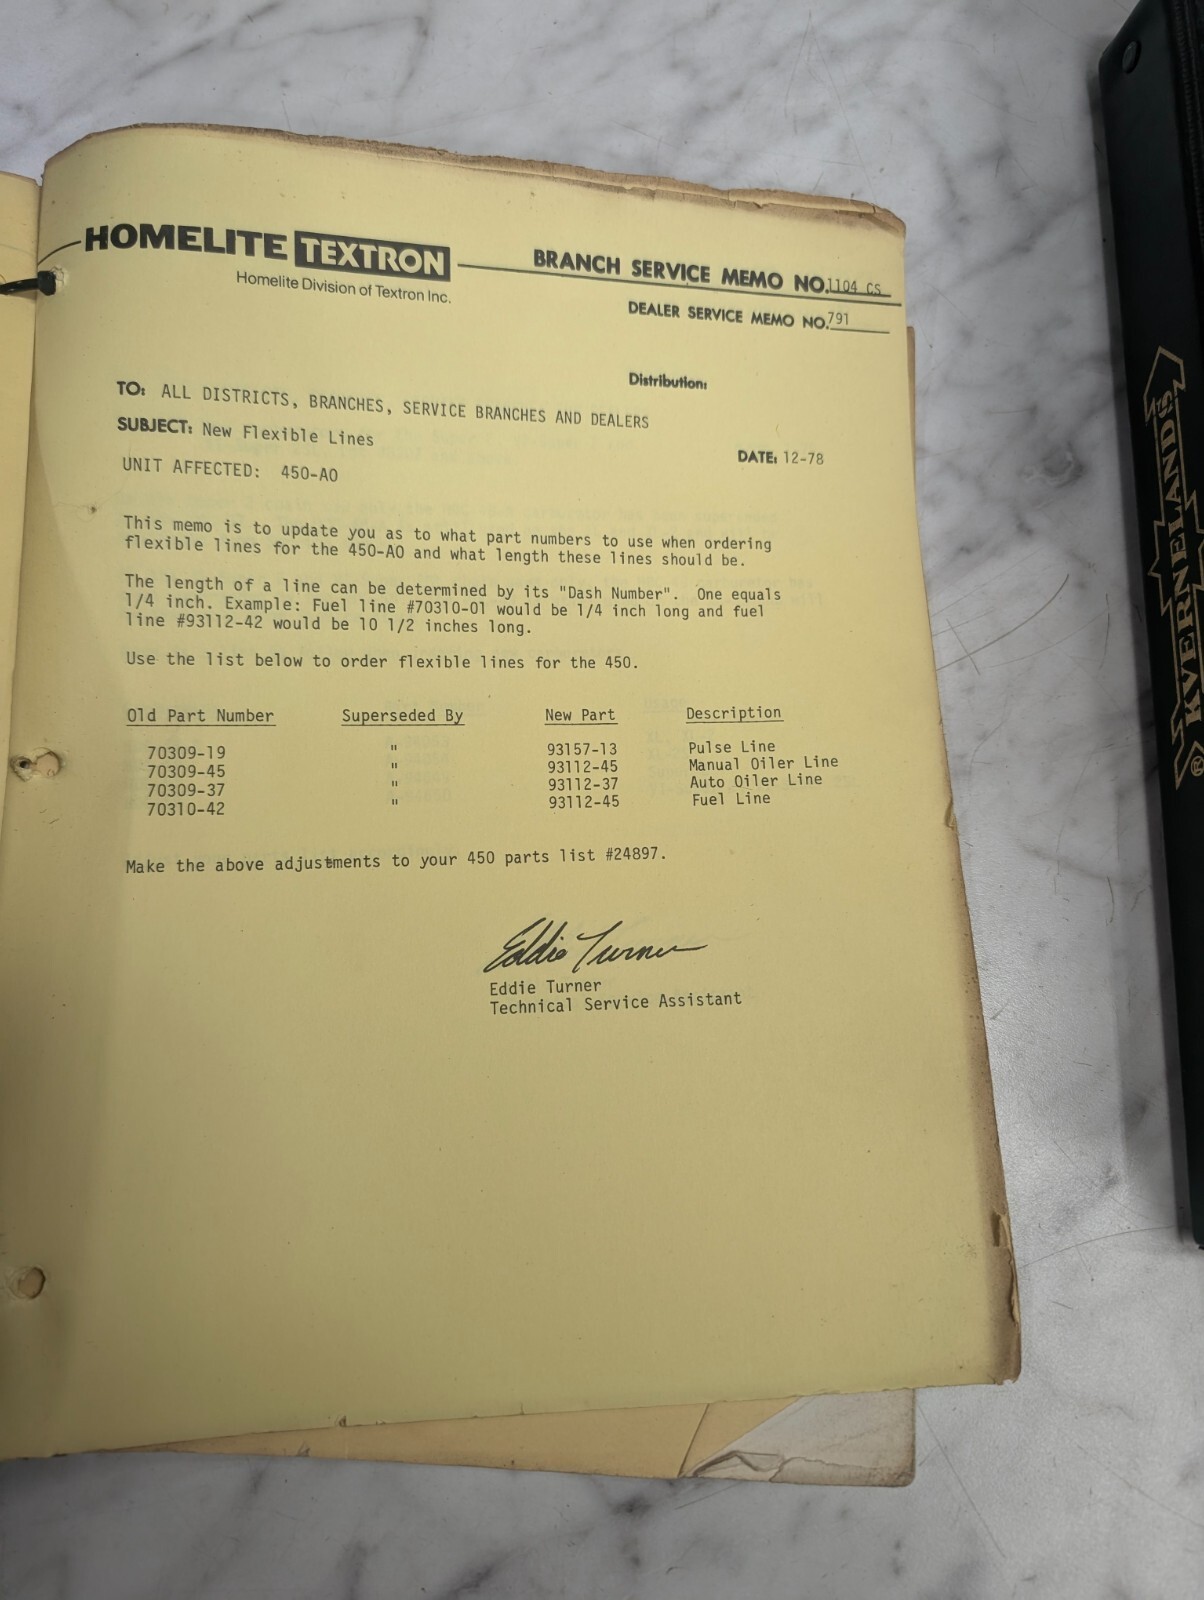 HOMELITE TEXTRON
Homelite Division of Textron Inc.
BRANCH SERVICE MEMO NO. 1104 CS
DEALER SERVICE MEMO NO. 791
Distribution:
TO: ALL DISTRICTS, BRANCHES, SERVICE BRANCHES AND DEALERS
SUBJECT: New Flexible Lines
DATE: 12-78
UNIT AFFECTED: 450-AO
This memo is to update you as to what part numbers to use when ordering
flexible lines for the 450-AO and what length these lines should be.
The length of a line can be determined by its "Dash Number". One equals
1/4 inch. Example: Fuel line #70310-01 would be 1/4 inch long and fuel
line #93112-42 would be 10 1/2 inches long.
Use the list below to order flexible lines for the 450.
Old Part Number Superseded By New Part Description
70309-19 " 93157-13 Pulse Line
70309-45 " 93112-45 Manual Oiler Line
70309-37 " 93112-37 Auto Oiler Line
70310-42 " 93112-45 Fuel Line
Make the above adjustments to your 450 parts list #24897.
Eddie Turner
Eddie Turner
Technical Service Assistant
KVERNELANDS
®